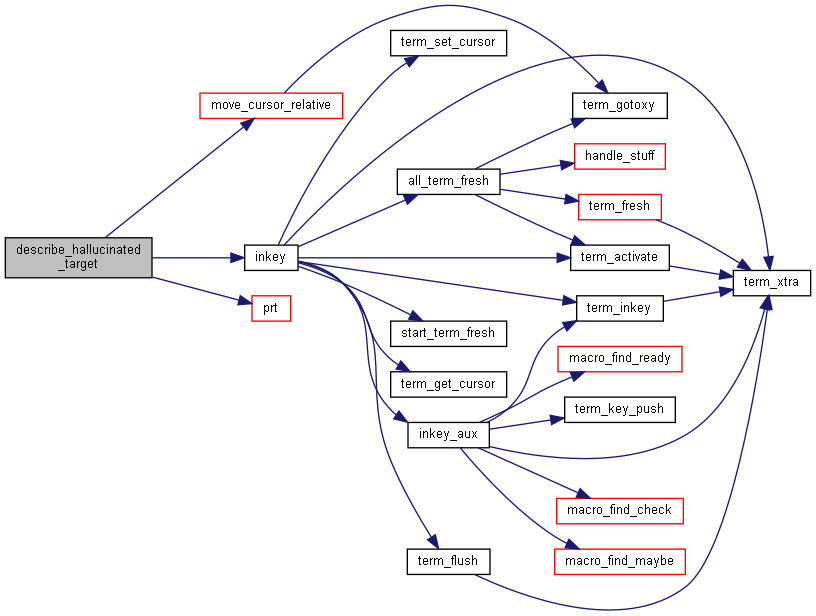 term_set_cursor
move_cursor_relative
term_gotoxy
handle_stuff
all_term_fresh
term_fresh
describe_hallucinated
_target
inkey
term_activate
term_xtra
prt
term_inkey
start_term_fresh
macro_find_ready
term_get_cursor
term_key_push
inkey_aux
macro_find_check
term_flush
macro_find_maybe